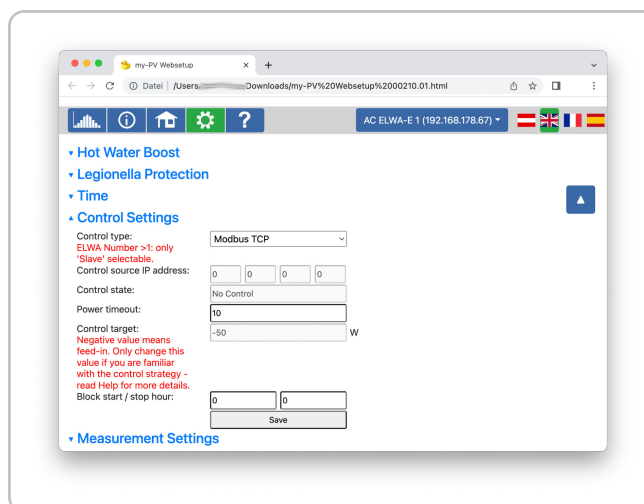 my-PV Websetup
Datei | /Users Downloads/my-PV%20Websetup%2000210.01.html
AC ELWA-E 1 (192.168.178.67)
Hot Water Boost
Legionella Protection
Time
Control Settings
Control type:
Modbus TCP
ELWA Number >1: only
'Slave' selectable.
Control source IP address:
0 0 0 0
Control state:
No Control
Power timeout:
10
Control target:
-50 W
Negative value means
feed-in. Only change this
value if you are familiar
with the control strategy -
read Help for more details.
Block start / stop hour:
0 0
Save
Measurement Settings